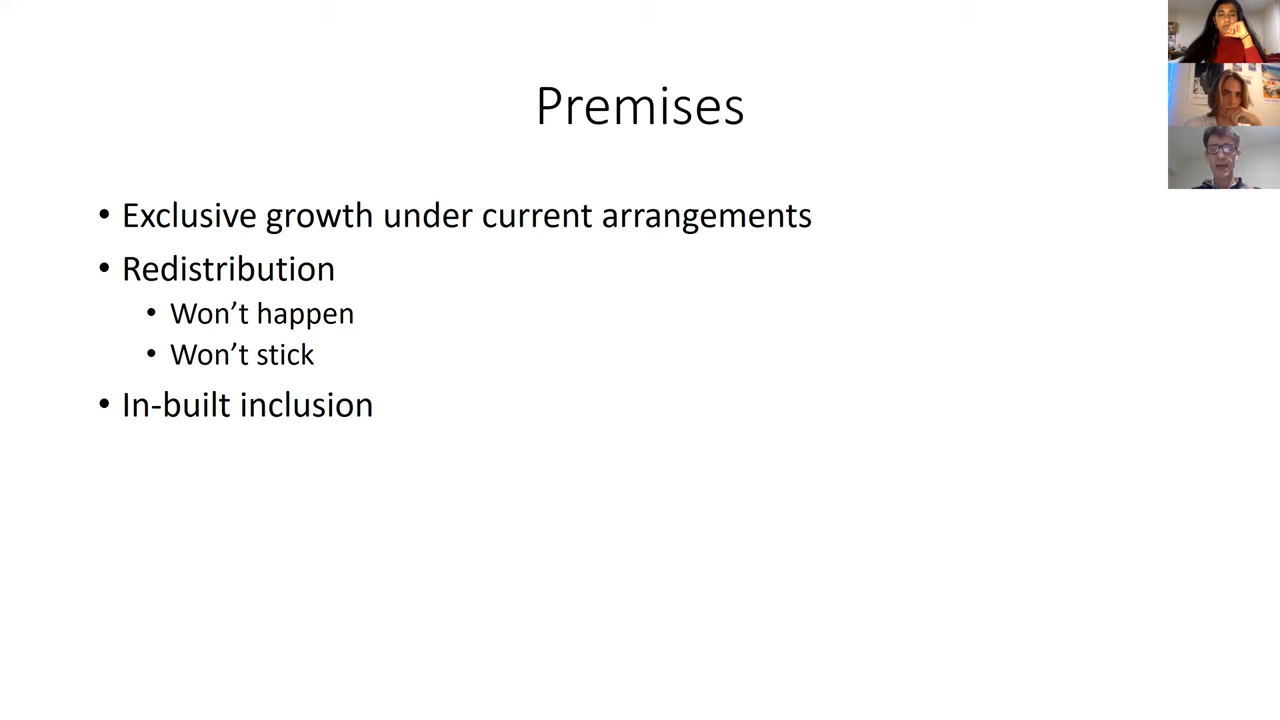 Premises
• Exclusive growth under current arrangements
• Redistribution
• Won’t happen
• Won’t stick
• In-built inclusion